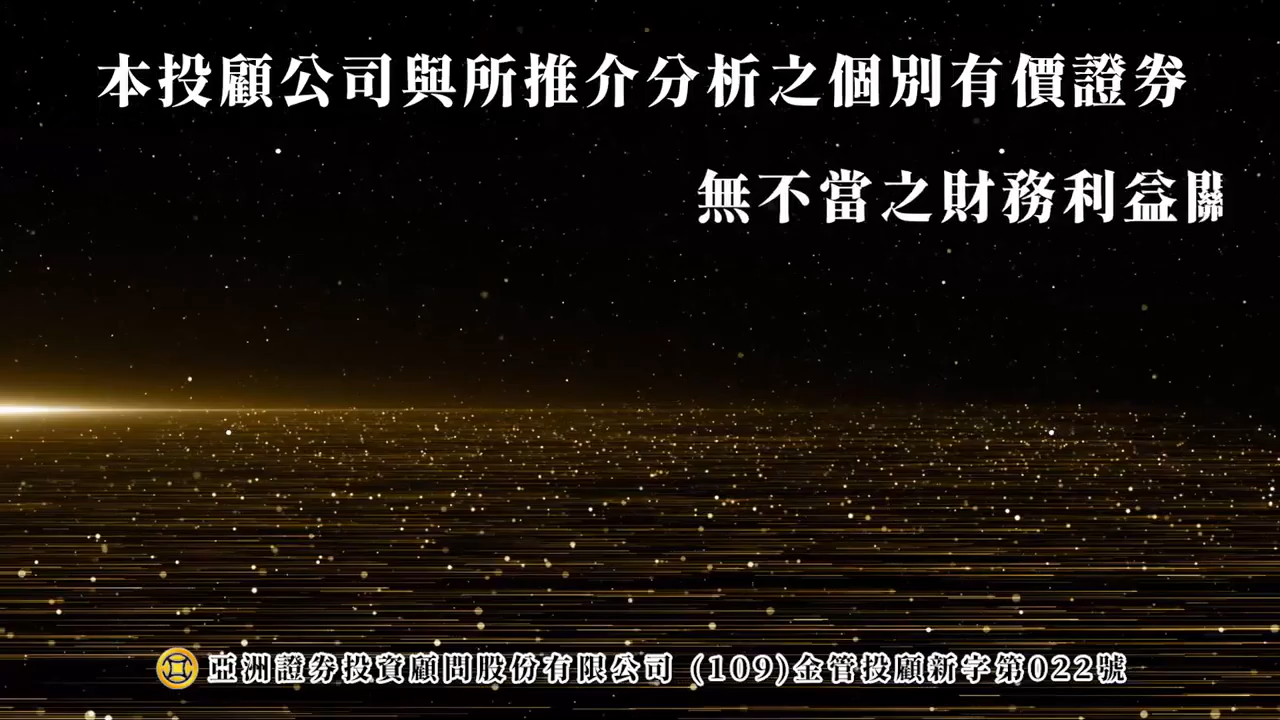 本投顧公司與所推介分析之個別有價證券
無不當之財務利益關
亞洲證券投資顧問股份有限公司 (109)金管投顧新字第022號